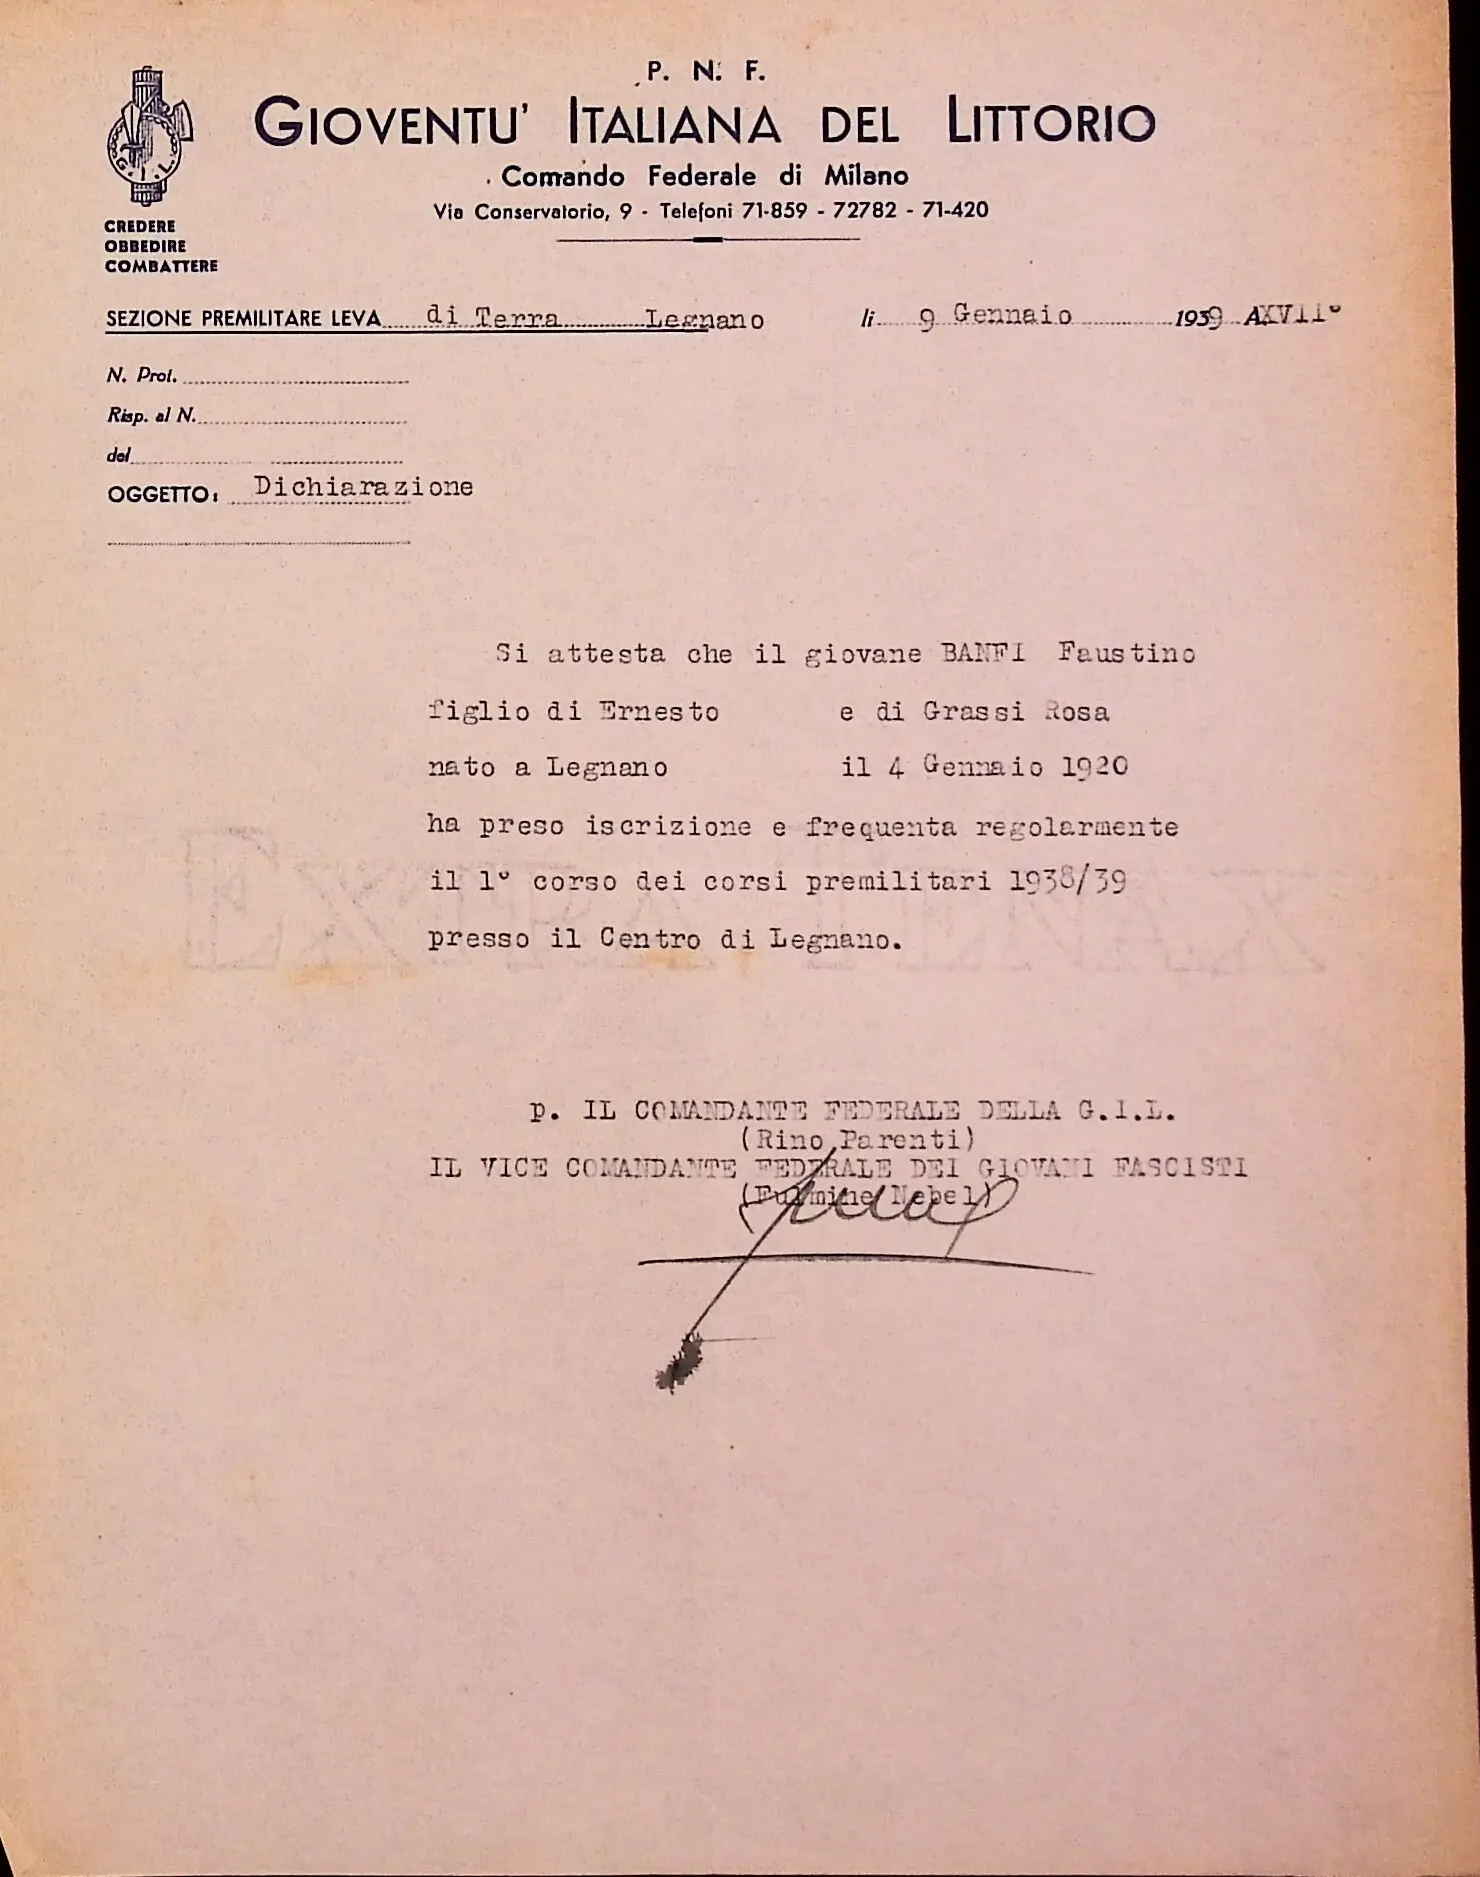 P. N. F.
GIOVENTU' ITALIANA DEL LITTORIO
Comando Federale di Milano
Via Conservatorio, 9 - Telefoni 71-859 - 72782 - 71-420
G. I. L.
CREDERE
OBBEDIRE
COMBATTERE
SEZIONE PREMILITARE LEVA di Terra Legnano li 9 Gennaio 1939 AXVII°
N. Prot.
Risp. al N.
del
OGGETTO: Dichiarazione
Si attesta che il giovane BANFI Faustino
figlio di Ernesto e di Grassi Rosa
nato a Legnano il 4 Gennaio 1920
ha preso iscrizione e frequenta regolarmente
il 1° corso dei corsi premilitari 1938/39
presso il Centro di Legnano.
p. IL COMANDANTE FEDERALE DELLA G.I.L.
(Rino Parenti)
IL VICE COMANDANTE FEDERALE DEI GIOVANI FASCISTI
(Fulmine Nebel)